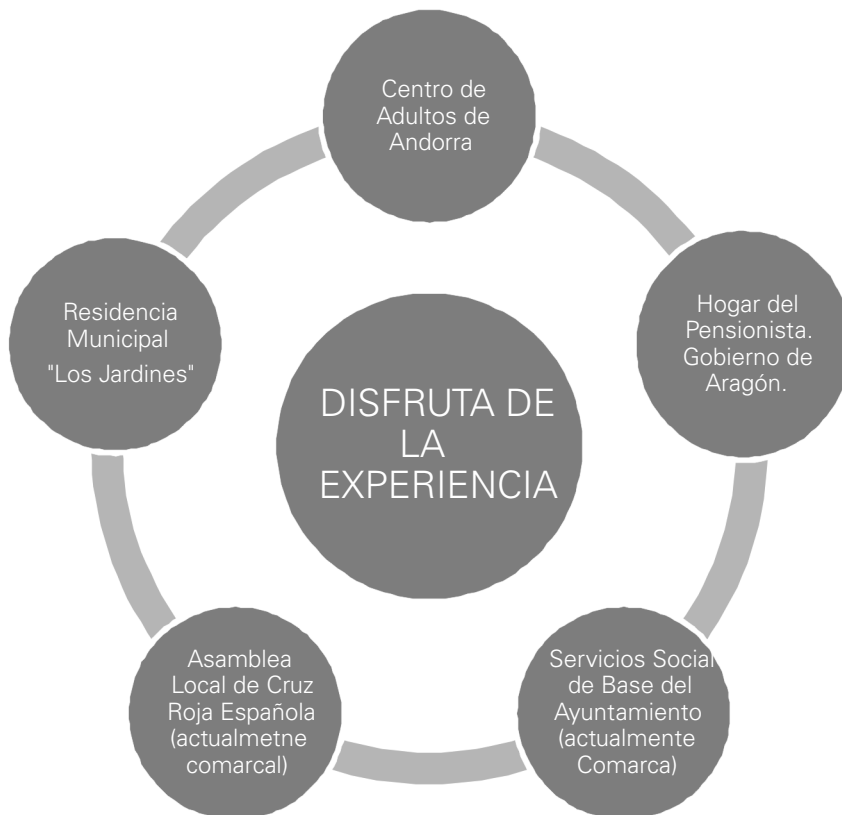 Centro de
Adultos de
Andorra
Hogar del
Pensionista.
Gobierno de
Aragón.
Servicios Social
de Base del
Ayuntamiento
(actualmente
Comarca)
Asamblea
Local de Cruz
Roja Española
(actualmetne
comarcal)
Residencia
Municipal
"Los Jardines"
DISFRUTA DE
LA
EXPERIENCIA